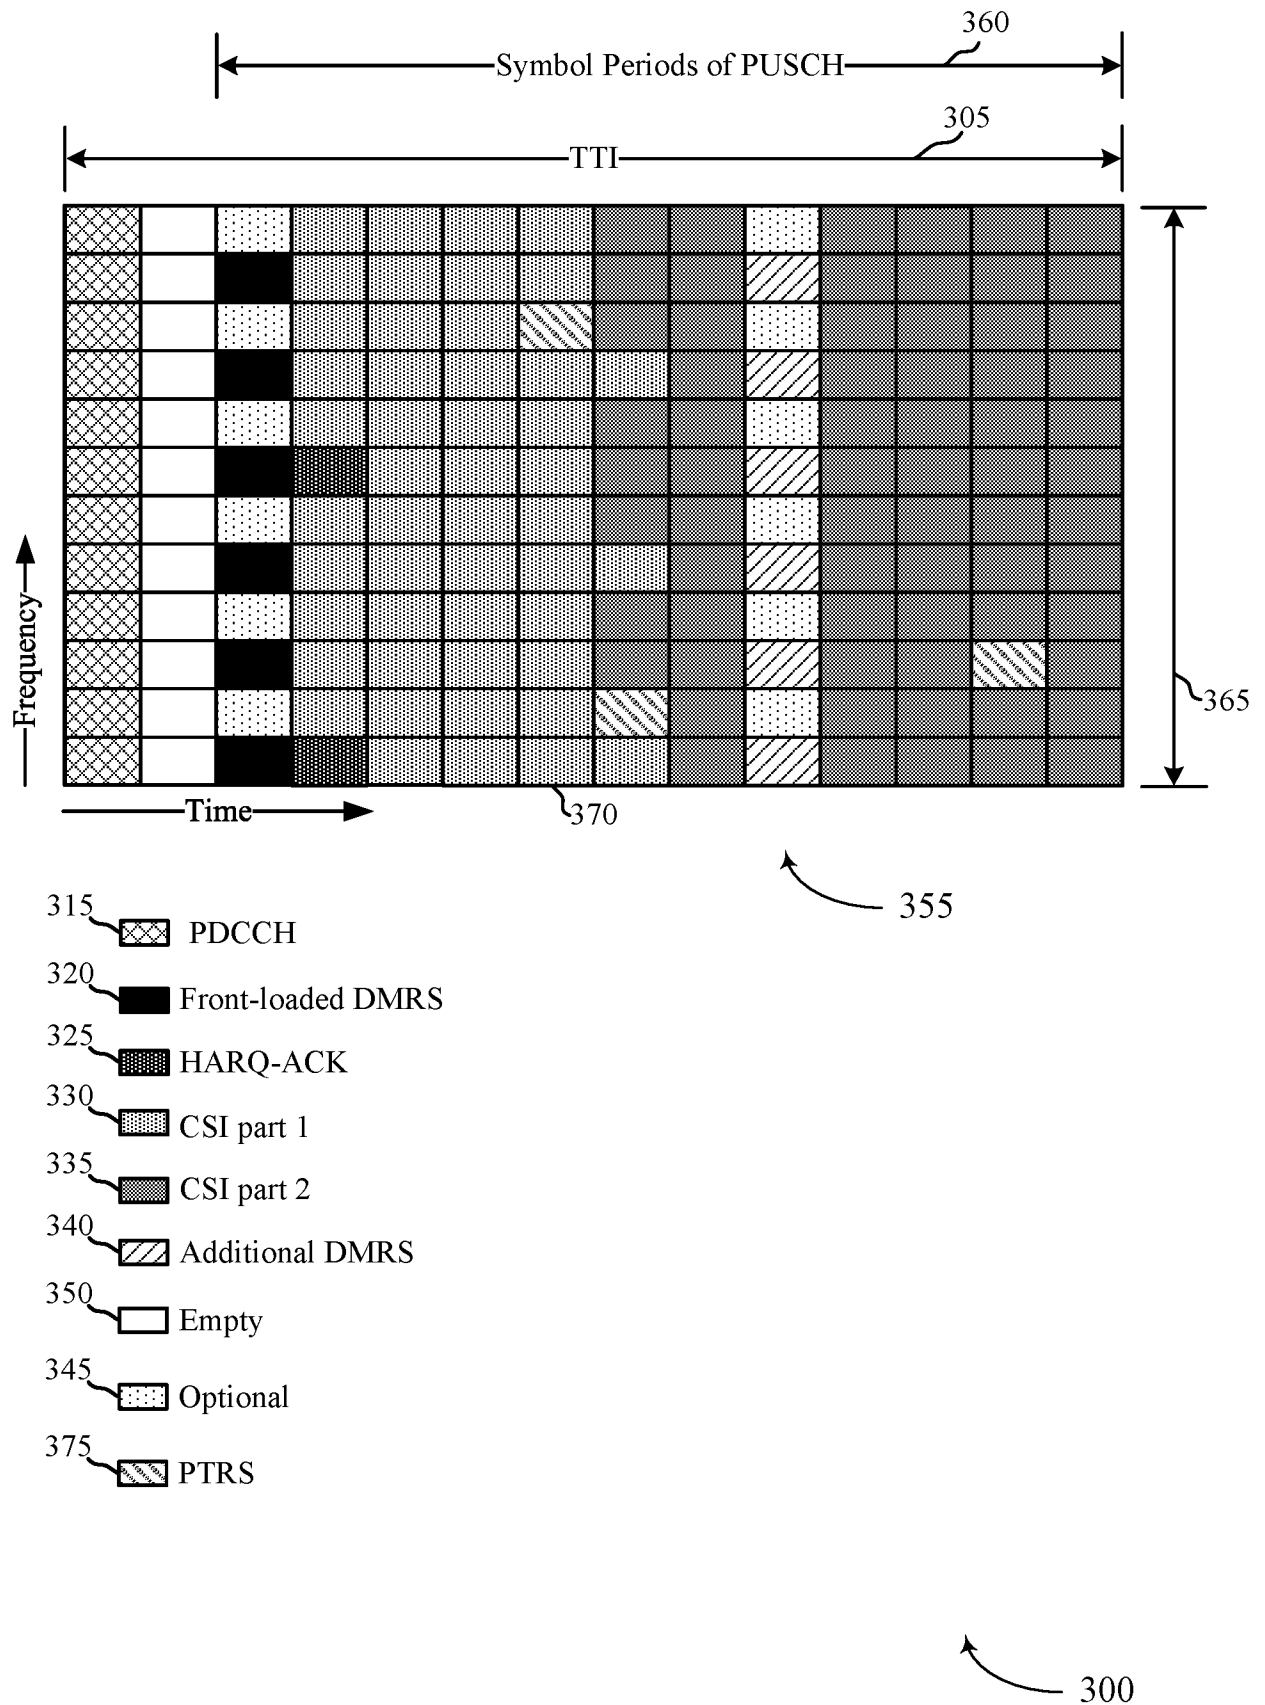 360
Symbol Periods of PUSCH
305
TTI
Frequency
365
Time
370
355
315
PDCCH
320
Front-loaded DMRS
325
HARQ-ACK
330
CSI part 1
335
CSI part 2
340
Additional DMRS
350
Empty
345
Optional
375
PTRS
300